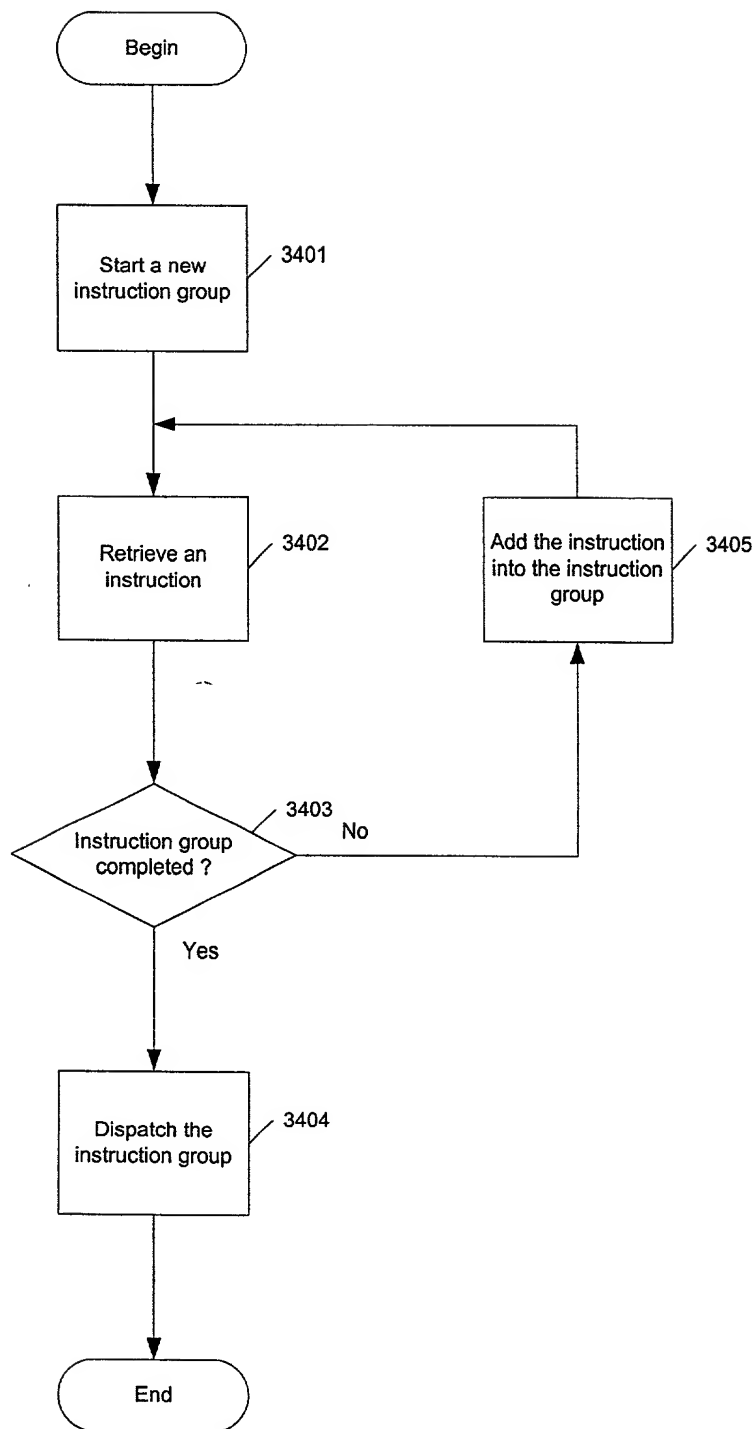 Begin
Start a new
instruction group
3401
Retrieve an
instruction
3402
Add the instruction
into the instruction
group
3405
Instruction group
completed ?
3403
No
Yes
Dispatch the
instruction group
3404
End